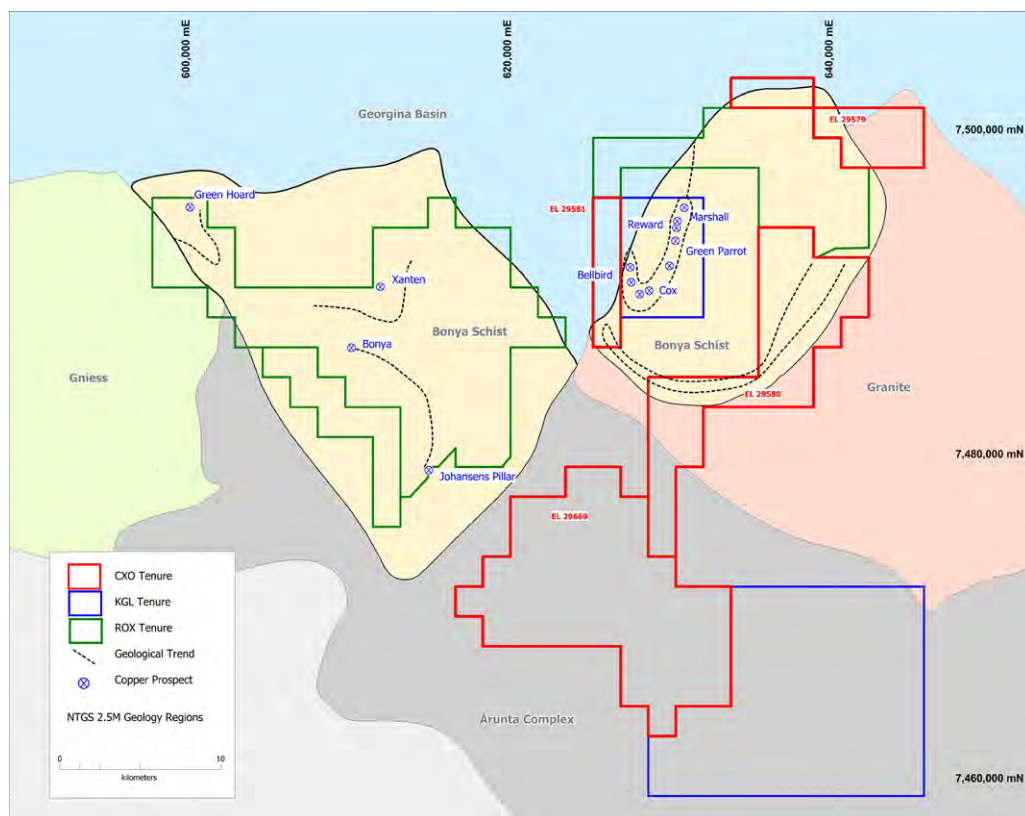 600,000 mE
620,000 mE
640,000 mE
Georgina Basin
EL 29579
7,500,000 mN
Green Hoard
EL 29581
Reward
Marshall
Green Parrot
Bellbird
Xanten
Cox
Bonya Schist
Bonya
Bonya Schist
Gniess
Granite
EL 29580
7,480,000 mN
Johansens Pillar
EL 29669
CXO Tenure
KGL Tenure
ROX Tenure
Geological Trend
Copper Prospect
NTGS 2.5M Geology Regions
Arunta Complex
0 10
kilometers
7,460,000 mN